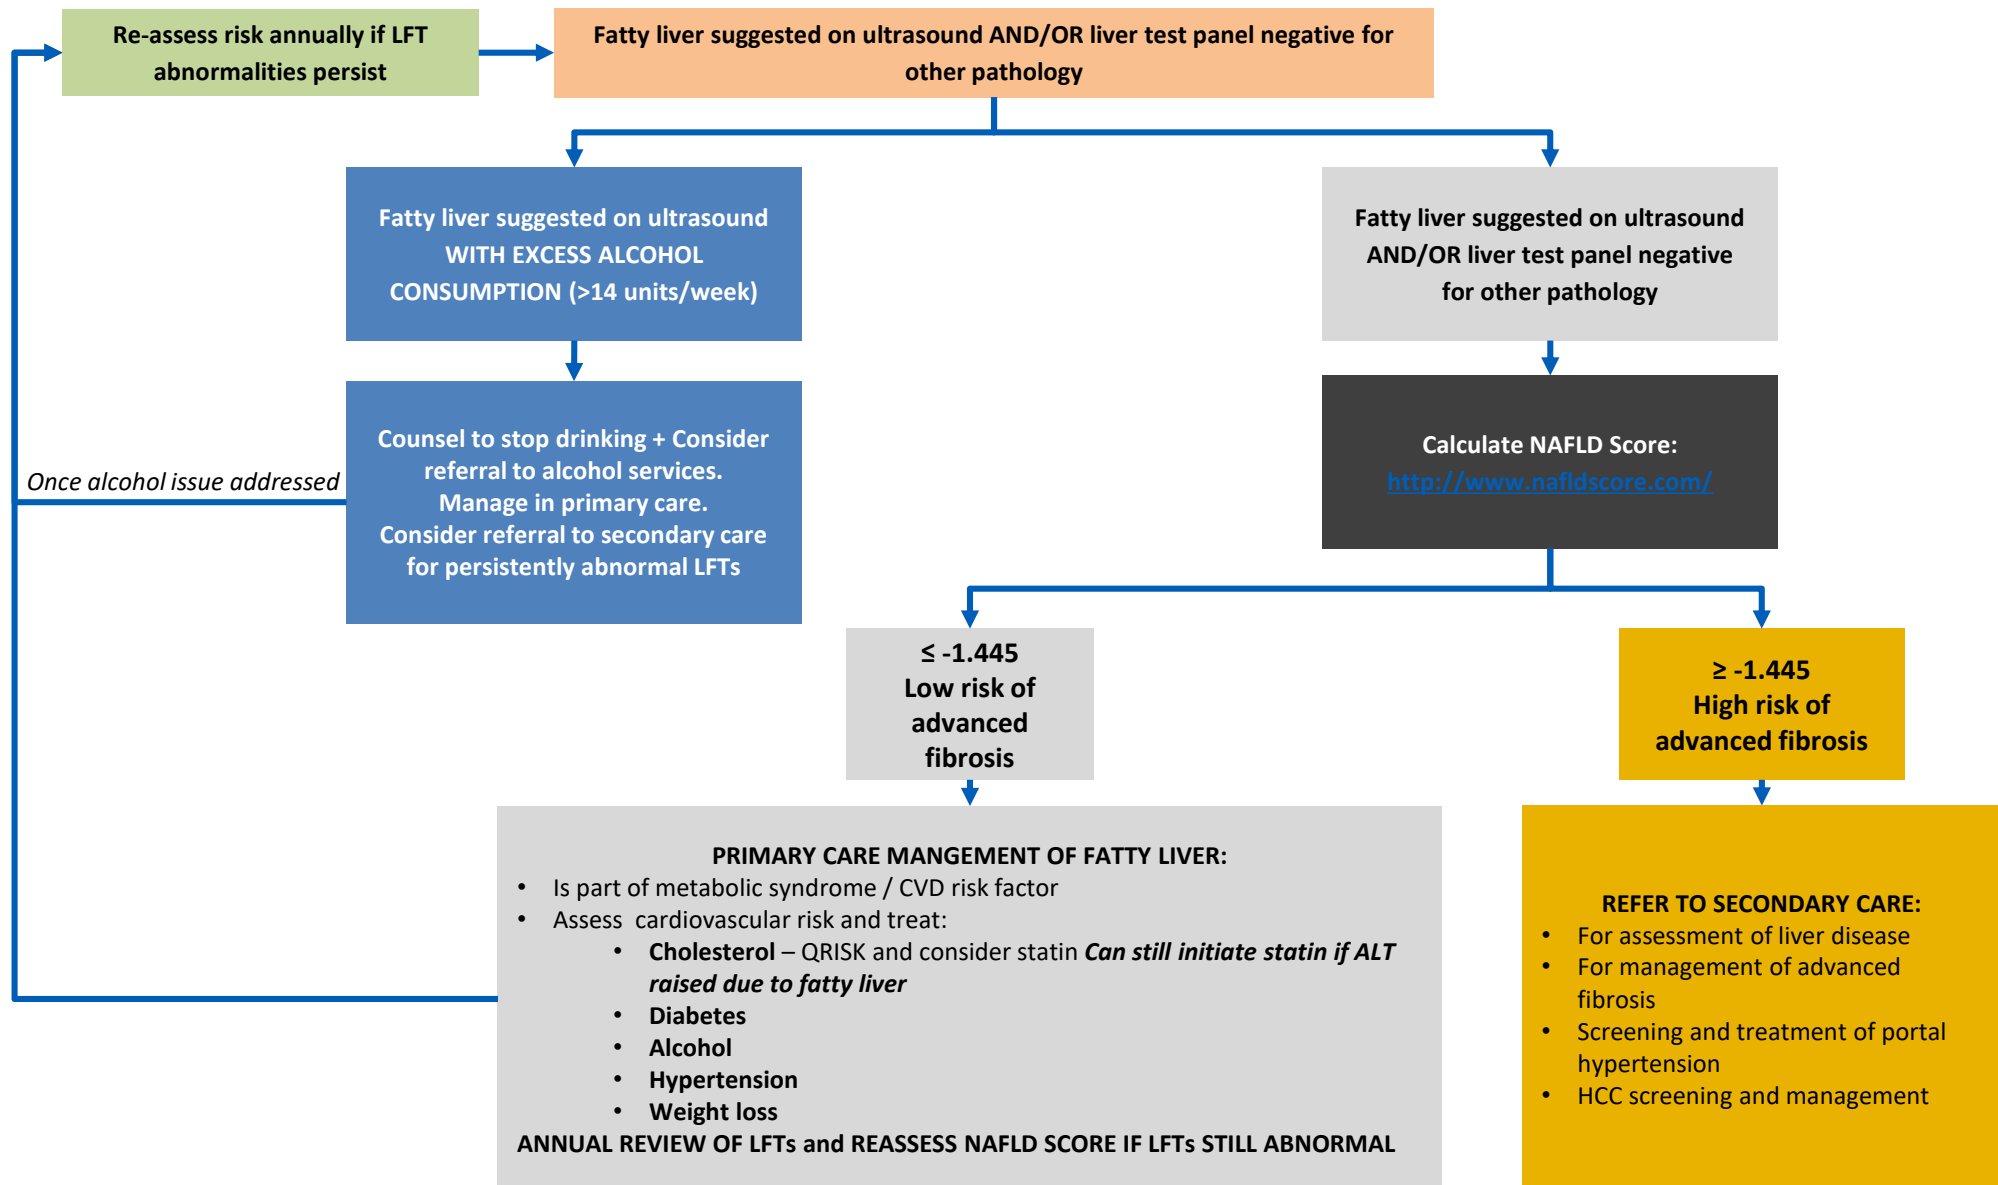 Re-assess risk annually if LFT
abnormalities persist
Fatty liver suggested on ultrasound AND/OR liver test panel negative for
other pathology
Fatty liver suggested on ultrasound
WITH EXCESS ALCOHOL
CONSUMPTION (>14 units/week)
Fatty liver suggested on ultrasound
AND/OR liver test panel negative
for other pathology
Counsel to stop drinking + Consider
referral to alcohol services.
Manage in primary care.
Consider referral to secondary care
for persistently abnormal LFTs
Once alcohol issue addressed
Calculate NAFLD Score:
http://www.nafldscore.com/
≤ -1.445
Low risk of
advanced
fibrosis
≥ -1.445
High risk of
advanced fibrosis
PRIMARY CARE MANGEMENT OF FATTY LIVER:
• Is part of metabolic syndrome / CVD risk factor
• Assess cardiovascular risk and treat:
• Cholesterol – QRISK and consider statin Can still initiate statin if ALT
raised due to fatty liver
• Diabetes
• Alcohol
• Hypertension
• Weight loss
ANNUAL REVIEW OF LFTs and REASSESS NAFLD SCORE IF LFTs STILL ABNORMAL
REFER TO SECONDARY CARE:
• For assessment of liver disease
• For management of advanced
fibrosis
• Screening and treatment of portal
hypertension
• HCC screening and management